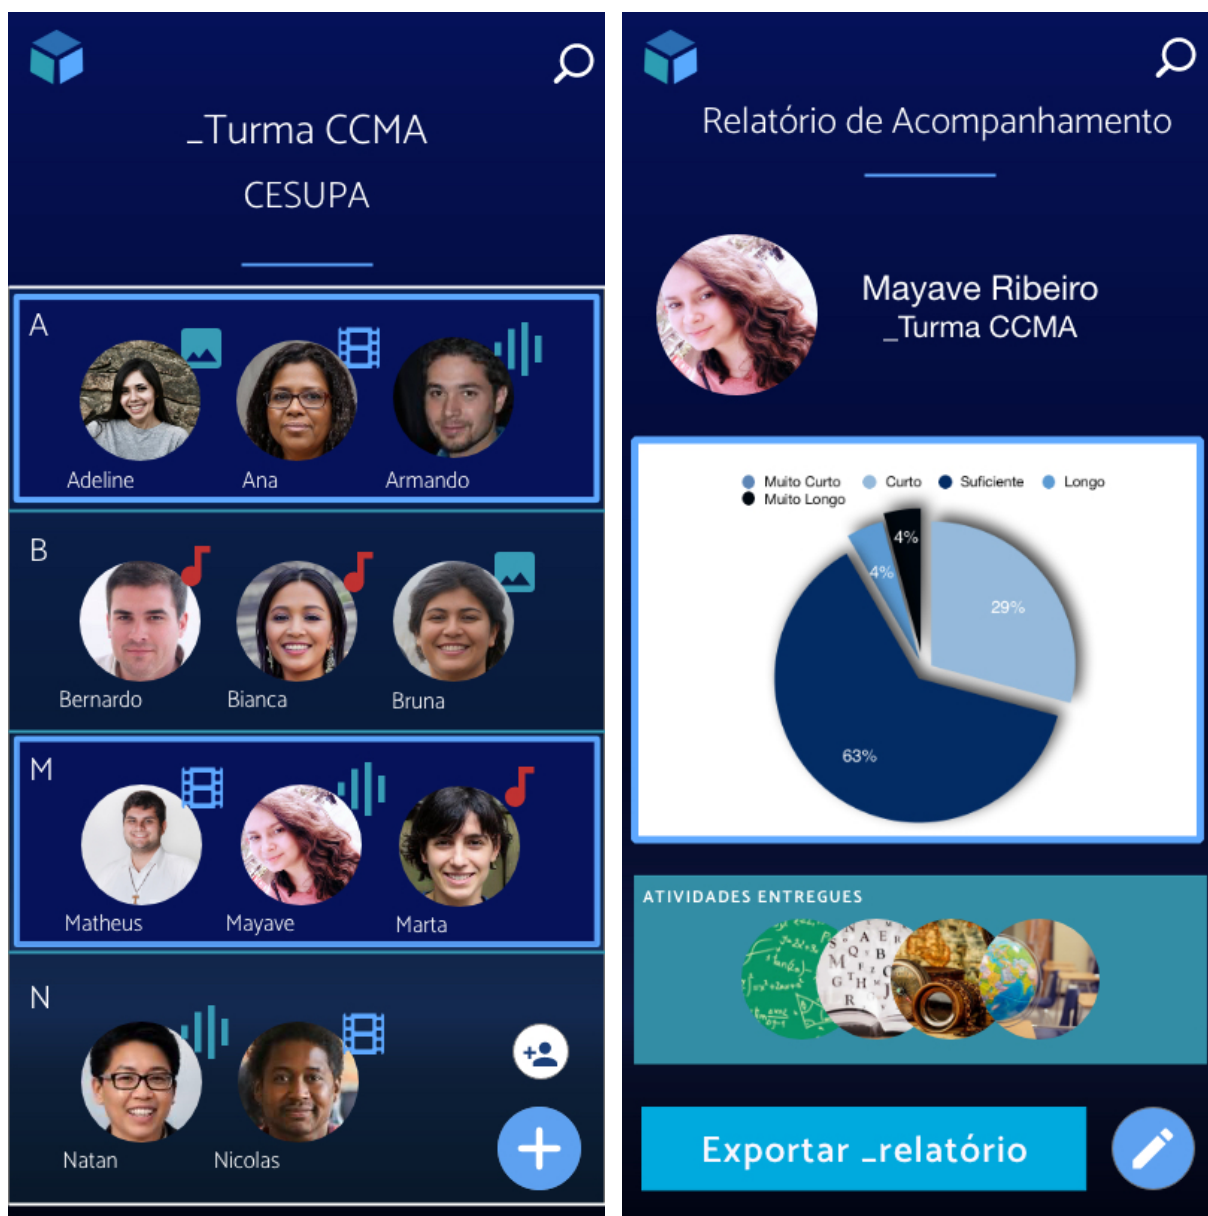 _Turma CCMA
CESUPA
A
Adeline Ana Armando
B
Bernardo Bianca Bruna
M
Matheus Mayave Marta
N
Natan Nicolas
Relatório de Acompanhamento
Mayave Ribeiro
_Turma CCMA
Muito Curto Curto Suficiente Longo
Muito Longo
4%
4%
29%
63%
ATIVIDADES ENTREGUES
Exportar _relatório